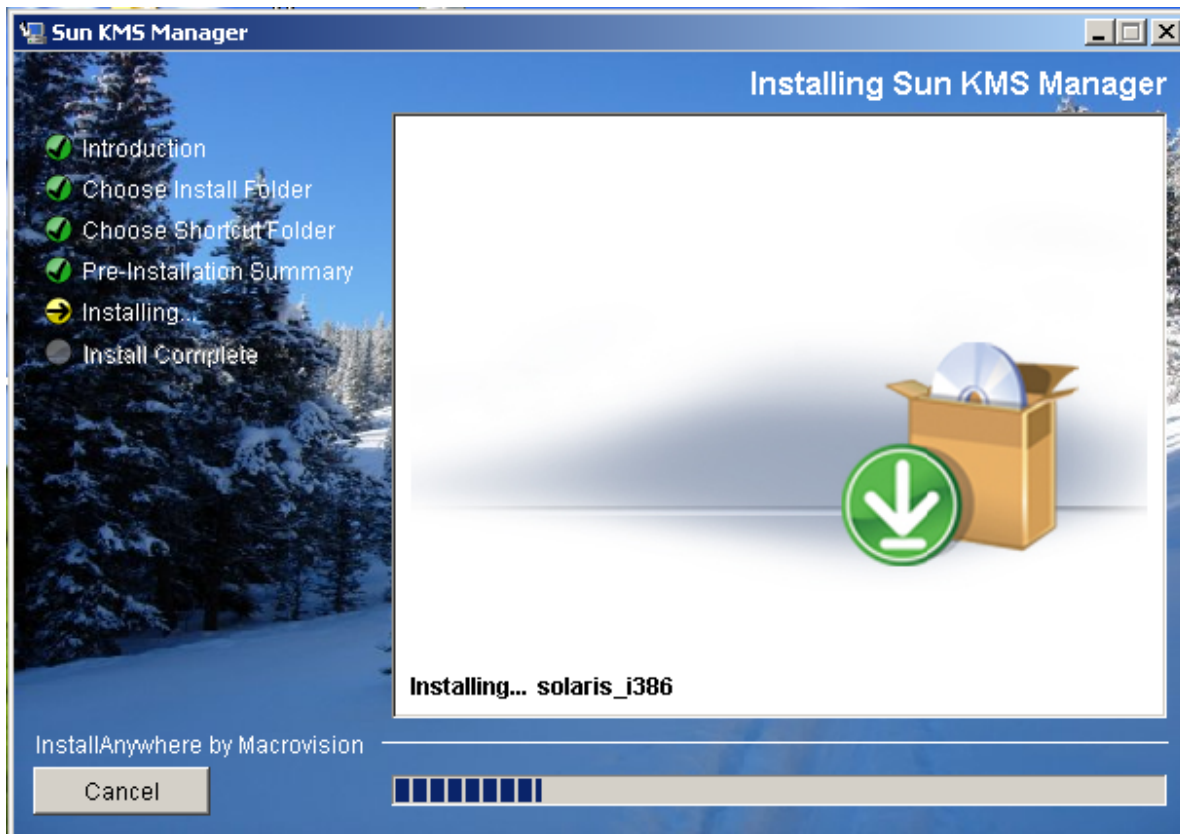 Sun KMS Manager
Installing Sun KMS Manager
Introduction
Choose Install Folder
Choose Shortcut Folder
Pre-Installation Summary
Installing...
Install Complete
Installing... solaris_i386
InstallAnywhere by Macrovision
Cancel